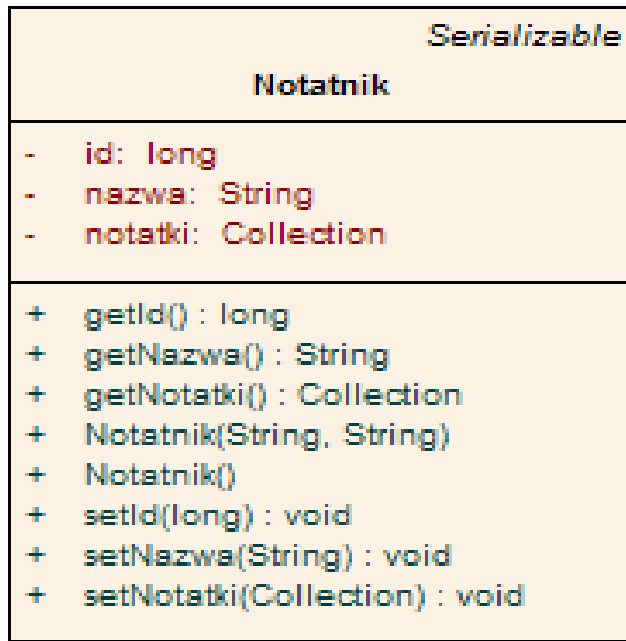 Serializable
Notatnik
- id: long
- nazwa: String
- notatki: Collection
+ getId() : long
+ getNazwa() : String
+ getNotatki() : Collection
+ Notatnik(String, String)
+ Notatnik()
+ setId(long) : void
+ setNazwa(String) : void
+ setNotatki(Collection) : void